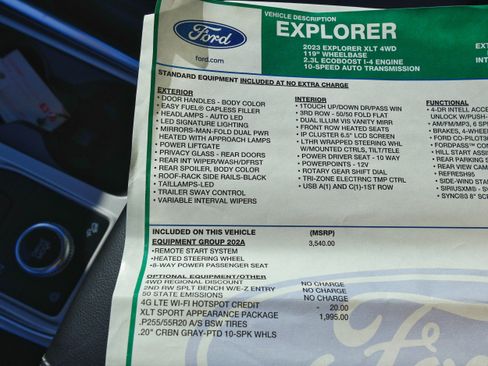 Ford
ford.com
VEHICLE DESCRIPTION
EXPLORER
2023 EXPLORER XLT 4WD
119" WHEELBASE
2.3L ECOBOOST I-4 ENGINE
10-SPEED AUTO TRANSMISSION
EXT
INT
STANDARD EQUIPMENT INCLUDED AT NO EXTRA CHARGE
EXTERIOR
• DOOR HANDLES - BODY COLOR
• EASY FUEL® CAPLESS FILLER
• HEADLAMPS - AUTO LED
• LED SIGNATURE LIGHTING
• MIRRORS-MAN-FOLD DUAL PWR
HEATED WITH APPROACH LAMPS
• POWER LIFTGATE
• PRIVACY GLASS - REAR DOORS
• REAR INT WIPER/WASH/DFRST
• REAR SPOILER, BODY COLOR
• ROOF-RACK SIDE RAILS-BLACK
• TAILLAMPS-LED
• TRAILER SWAY CONTROL
• VARIABLE INTERVAL WIPERS
INTERIOR
• 1TOUCH UP/DOWN DR/PASS WIN
• 3RD ROW - 50/50 FOLD FLAT
• DUAL ILLUM VIS VANITY MIRR
• FRONT ROW HEATED SEATS
• IP CLUSTER 6.5" LCD SCREEN
• LTHR WRAPPED STEERING WHL
W/MOUNTED CTRLS, TILT/TELE
• POWER DRIVER SEAT - 10 WAY
• POWERPOINTS - 12V
• ROTARY GEAR SHIFT DIAL
• TRI-ZONE ELECTRNC TMP CTRL
• USB A(1) AND C(1)-1ST ROW
FUNCTIONAL
• 4-DR INTELL ACCE
UNLOCK W/PUSH-
• AM/FM/MP3, 6 SP
• BRAKES, 4-WHEE
• FORD CO-PILOT36
• FORDPASS™ CON
• HILL START ASSI
• REAR PARKING S
• REAR VIEW CAME
• REFRESH95
• SIDE-WIND STAB
• SIRIUSXM®
• SYNC®3 8" SCR
INCLUDED ON THIS VEHICLE
(MSRP)
EQUIPMENT GROUP 202A
3,540.00
• REMOTE START SYSTEM
• HEATED STEERING WHEEL
• 8-WAY POWER PASSENGER SEAT
OPTIONAL EQUIPMENT/OTHER
4WD REGIONAL DISCOUNT NO CHARGE
2ND RW SPLT BENCH W/E-Z ENTRY NO CHARGE
50 STATE EMISSIONS NO CHARGE
4G LTE WI-FI HOTSPOT CREDIT - 20.00
XLT SPORT APPEARANCE PACKAGE 1,995.00
.P255/55R20 A/S BSW TIRES
.20" CRBN GRAY-PTD 10-SPK WHLS